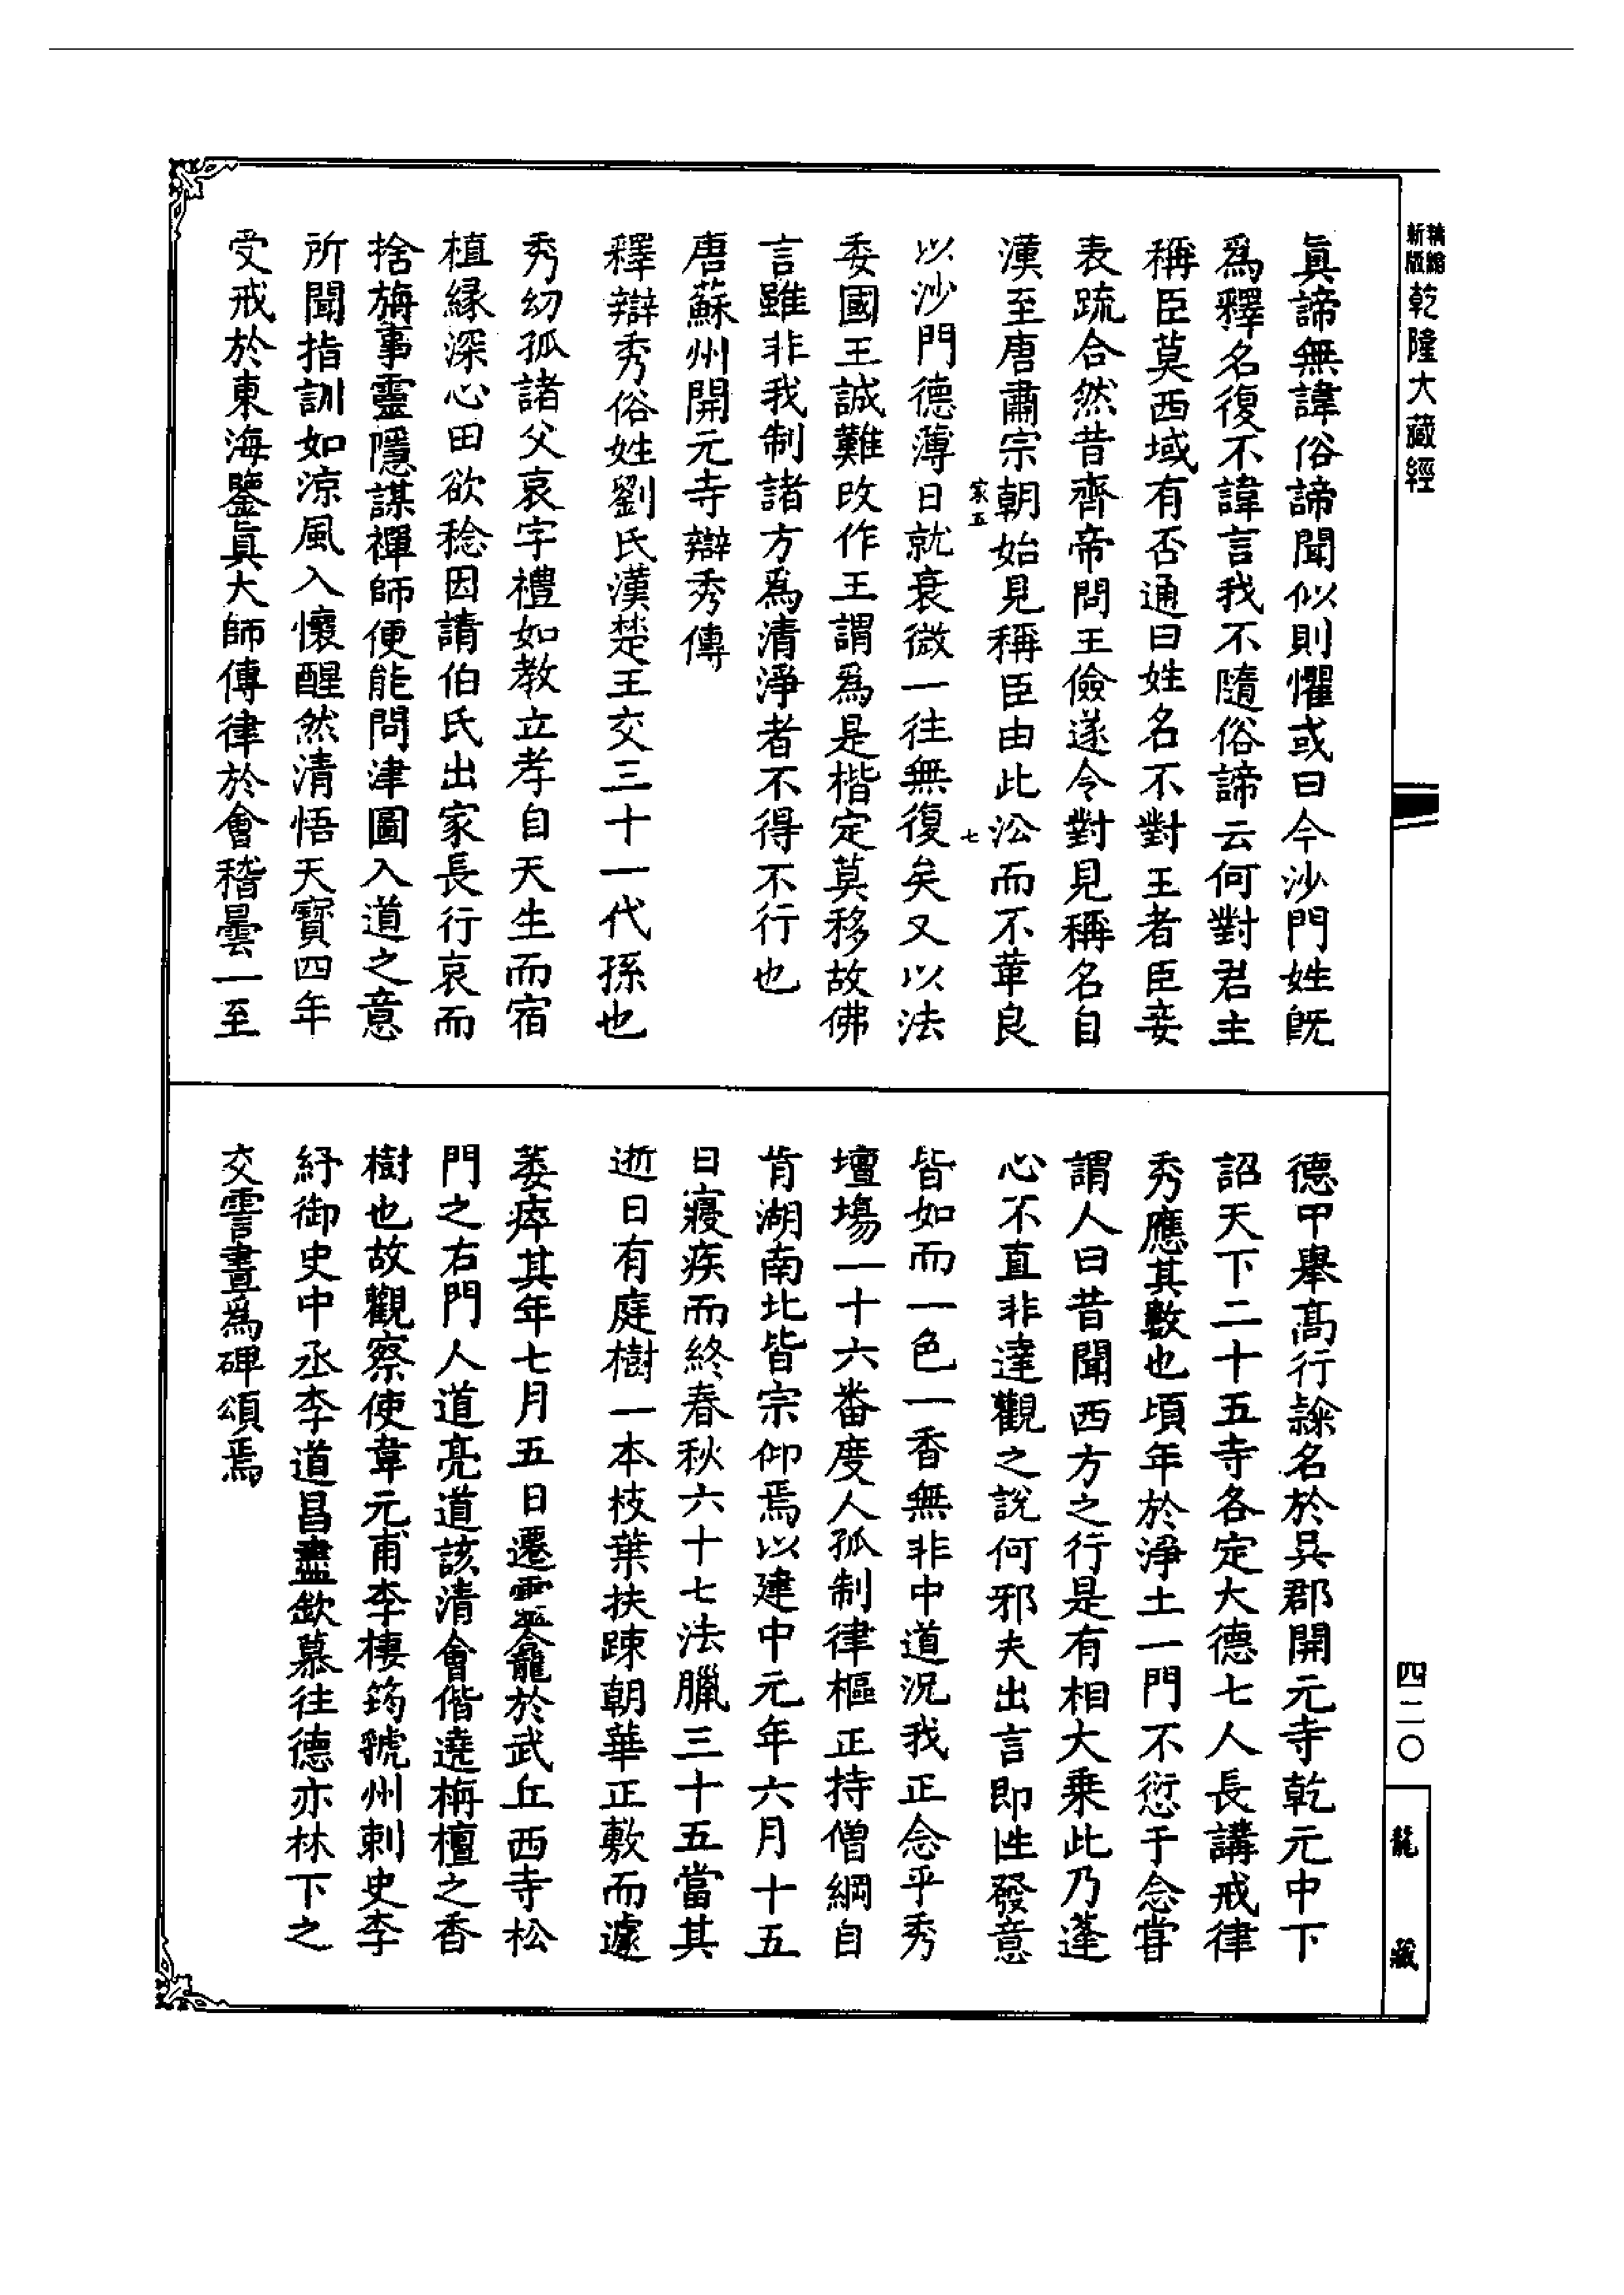 精縮新版乾隆大藏經
眞諦無諱俗諦聞似則懼或曰今沙門姓旣
爲釋名復不諱言我不隨俗諦云何對君主
稱臣莫西域有否通曰姓名不對王者臣妾
表疏合然昔齊帝問王儉遂令對見稱名自
漢至唐肅宗朝始見稱臣由此沿而不革良
家五
七
以沙門德薄日就衰微一往無復矣又以法
委國王誠難改作王謂爲是楷定莫移故佛
言雖非我制諸方爲清淨者不得不行也
唐蘇州開元寺辯秀傳
釋辯秀俗姓劉氏漢楚王交三十一代孫也
秀幼孤諸父哀字禮如教立孝自天生而宿
植緣深心田欲稔因請伯氏出家長行哀而
捨旃事靈隱謀禪師便能問津圖入道之意
所聞指訓如涼風入懷醒然清悟天寶四年
受戒於東海鑒眞大師傳律於會稽曇一至
德甲舉高行隸名於吳郡開元寺乾元中下
詔天下二十五寺各定大德七人長講戒律
秀應其數也頃年於淨土一門不愆于念嘗
謂人曰昔聞西方之行是有相大乘此乃蓬
心不直非達觀之說何邪夫出言即性發意
皆如而一色一香無非中道況我正念乎秀
壇場一十六番度人孤制律樞正持僧綱自
肯湖南北皆宗仰焉以建中元年六月十五
日寢疾而終春秋六十七法臘三十五當其
逝日有庭樹一本枝葉扶踈朝華正敷而遽
萎瘁其年七月五日遷靈龕於武丘西寺松
門之右門人道亮道該清會偕遶栴檀之香
樹也故觀察使韋元甫李棲筠虢州刺史李
紓御史中丞李道昌盡欽慕往德亦林下之
交霅晝爲碑頌焉
四二〇
龍藏